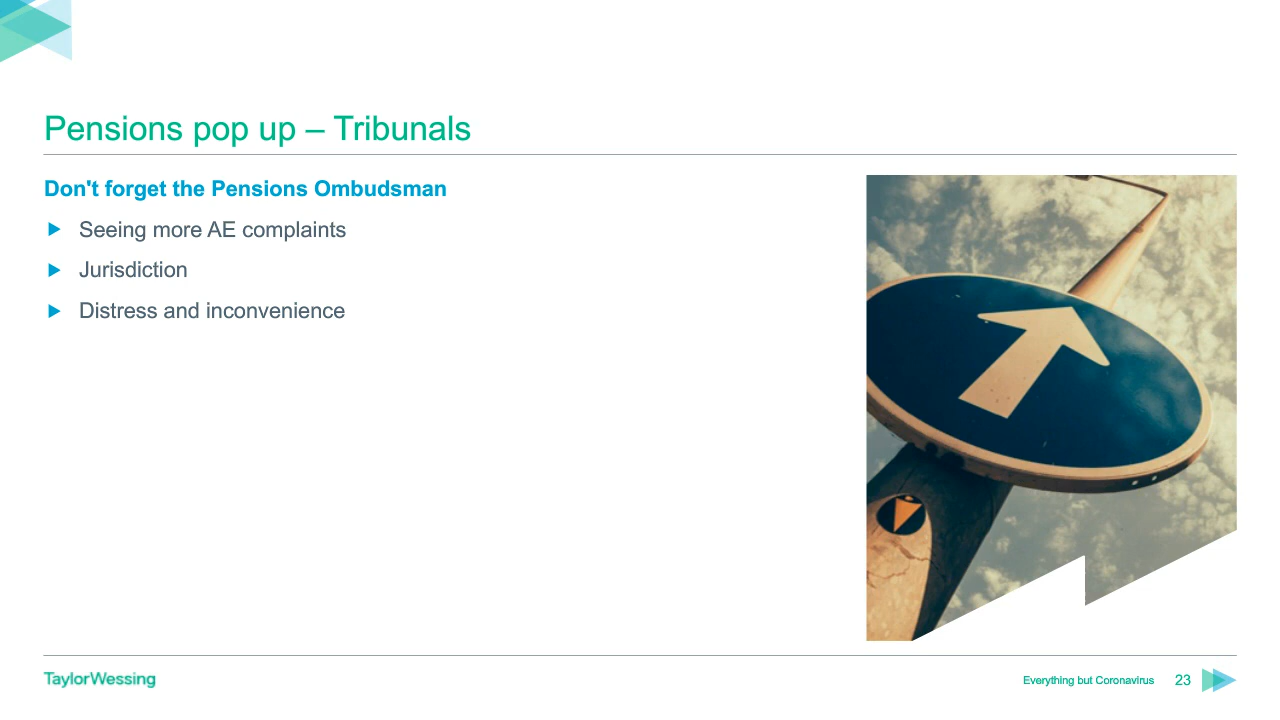 Pensions pop up – Tribunals
Don't forget the Pensions Ombudsman
Seeing more AE complaints
Jurisdiction
Distress and inconvenience
TaylorWessing
Everything but Coronavirus
23